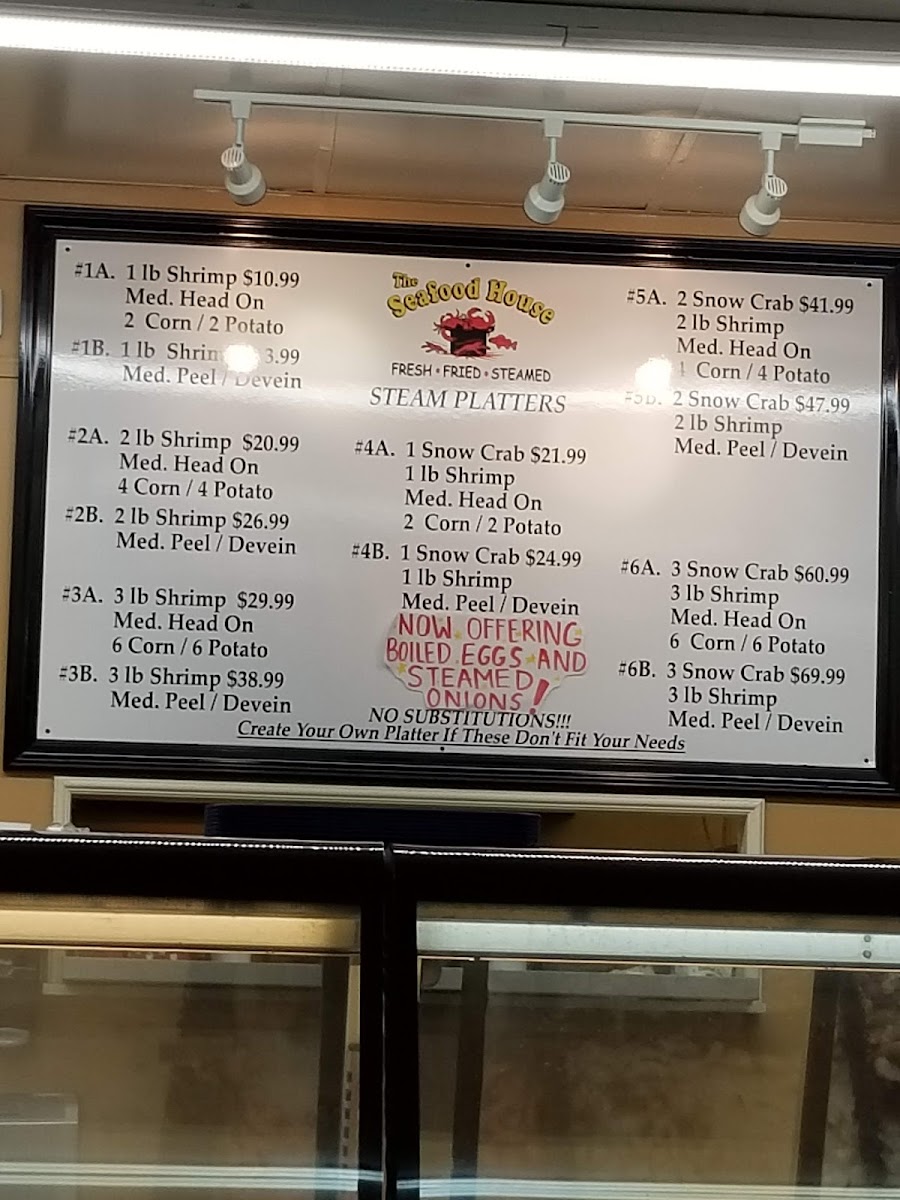 #1A. 1 lb Shrimp $10.99
Med. Head On
2 Corn / 2 Potato
#1B. 1 lb 3.99
Med. Peel / Devein
#2A. 2 lb Shrimp $20.99
Med. Head On
4 Corn / 4 Potato
#2B. 2 lb Shrimp $26.99
Med. Peel / Devein
#3A. 3 lb Shrimp $29.99
Med. Head On
6 Corn / 6 Potato
#3B. 3 lb Shrimp $38.99
Med. Peel / Devein
The
Seafood House
FRESH • FRIED • STEAMED
STEAM PLATTERS
#4A. 1 Snow Crab $21.99
1 lb Shrimp
Med. Head On
2 Corn / 2 Potato
#4B. 1 Snow Crab $24.99
1 lb Shrimp
Med. Peel / Devein
NOW OFFERING
BOILED EGGS AND
STEAMED
ONIONS!
#5A. 2 Snow Crab $41.99
2 lb Shrimp
Med. Head On
Corn / 4 Potato
#5B. 2 Snow Crab $47.99
2 lb Shrimp
Med. Peel / Devein
#6A. 3 Snow Crab $60.99
3 lb Shrimp
Med. Head On
6 Corn / 6 Potato
#6B. 3 Snow Crab $69.99
3 lb Shrimp
Med. Peel / Devein
NO SUBSTITUTIONS!!!
Create Your Own Platter If These Don't Fit Your Needs